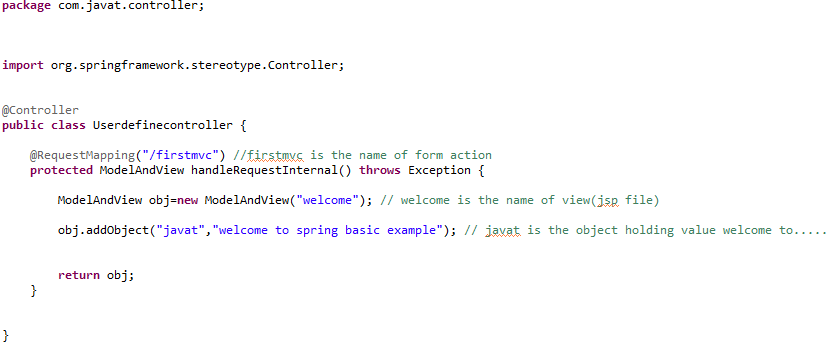 package com.javat.controller;
import org.springframework.stereotype.Controller;
@Controller
public class Userdefinecontroller {
@RequestMapping("/firstmvc") //firstmvc is the name of form action
protected ModelAndView handleRequestInternal() throws Exception {
ModelAndView obj=new ModelAndView("welcome"); // welcome is the name of view(jsp file)
obj.addObject("javat","welcome to spring basic example"); // javat is the object holding value welcome to.....
return obj;
}
}